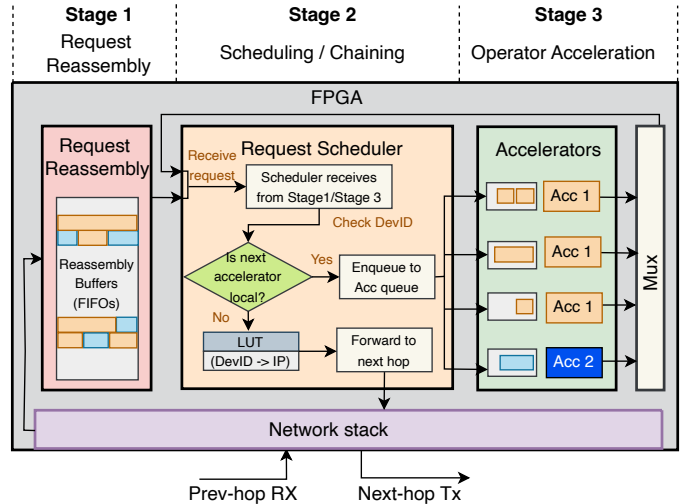 Stage 1
Request
Reassembly
Stage 2
Scheduling / Chaining
Stage 3
Operator Acceleration
FPGA
Request
Reassembly
Reassembly
Buffers
(FIFOs)
Request Scheduler
Receive
request
Scheduler receives
from Stage1/Stage 3
Check DevID
Is next
accelerator
local?
Yes
Enqueue to
Acc queue
No
LUT
(DevID -> IP)
Forward to
next hop
Accelerators
Acc 1
Acc 1
Acc 1
Acc 2
Mux
Network stack
Prev-hop RX
Next-hop Tx